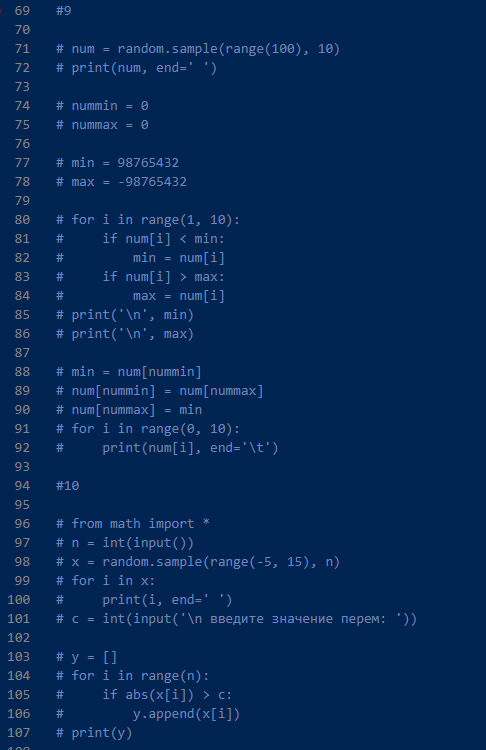 69 #9
70
71 # num = random.sample(range(100), 10)
72 # print(num, end=' ')
73
74 # nummin = 0
75 # nummax = 0
76
77 # min = 98765432
78 # max = -98765432
79
80 # for i in range(1, 10):
81 #     if num[i] < min:
82 #         min = num[i]
83 #     if num[i] > max:
84 #         max = num[i]
85 # print('\n', min)
86 # print('\n', max)
87
88 # min = num[nummin]
89 # num[nummin] = num[nummax]
90 # num[nummax] = min
91 # for i in range(0, 10):
92 #     print(num[i], end='\t')
93
94 #10
95
96 # from math import *
97 # n = int(input())
98 # x = random.sample(range(-5, 15), n)
99 # for i in x:
100 #     print(i, end=' ')
101 # c = int(input('\n введите значение перем: '))
102
103 # y = []
104 # for i in range(n):
105 #     if abs(x[i]) > c:
106 #         y.append(x[i])
107 # print(y)